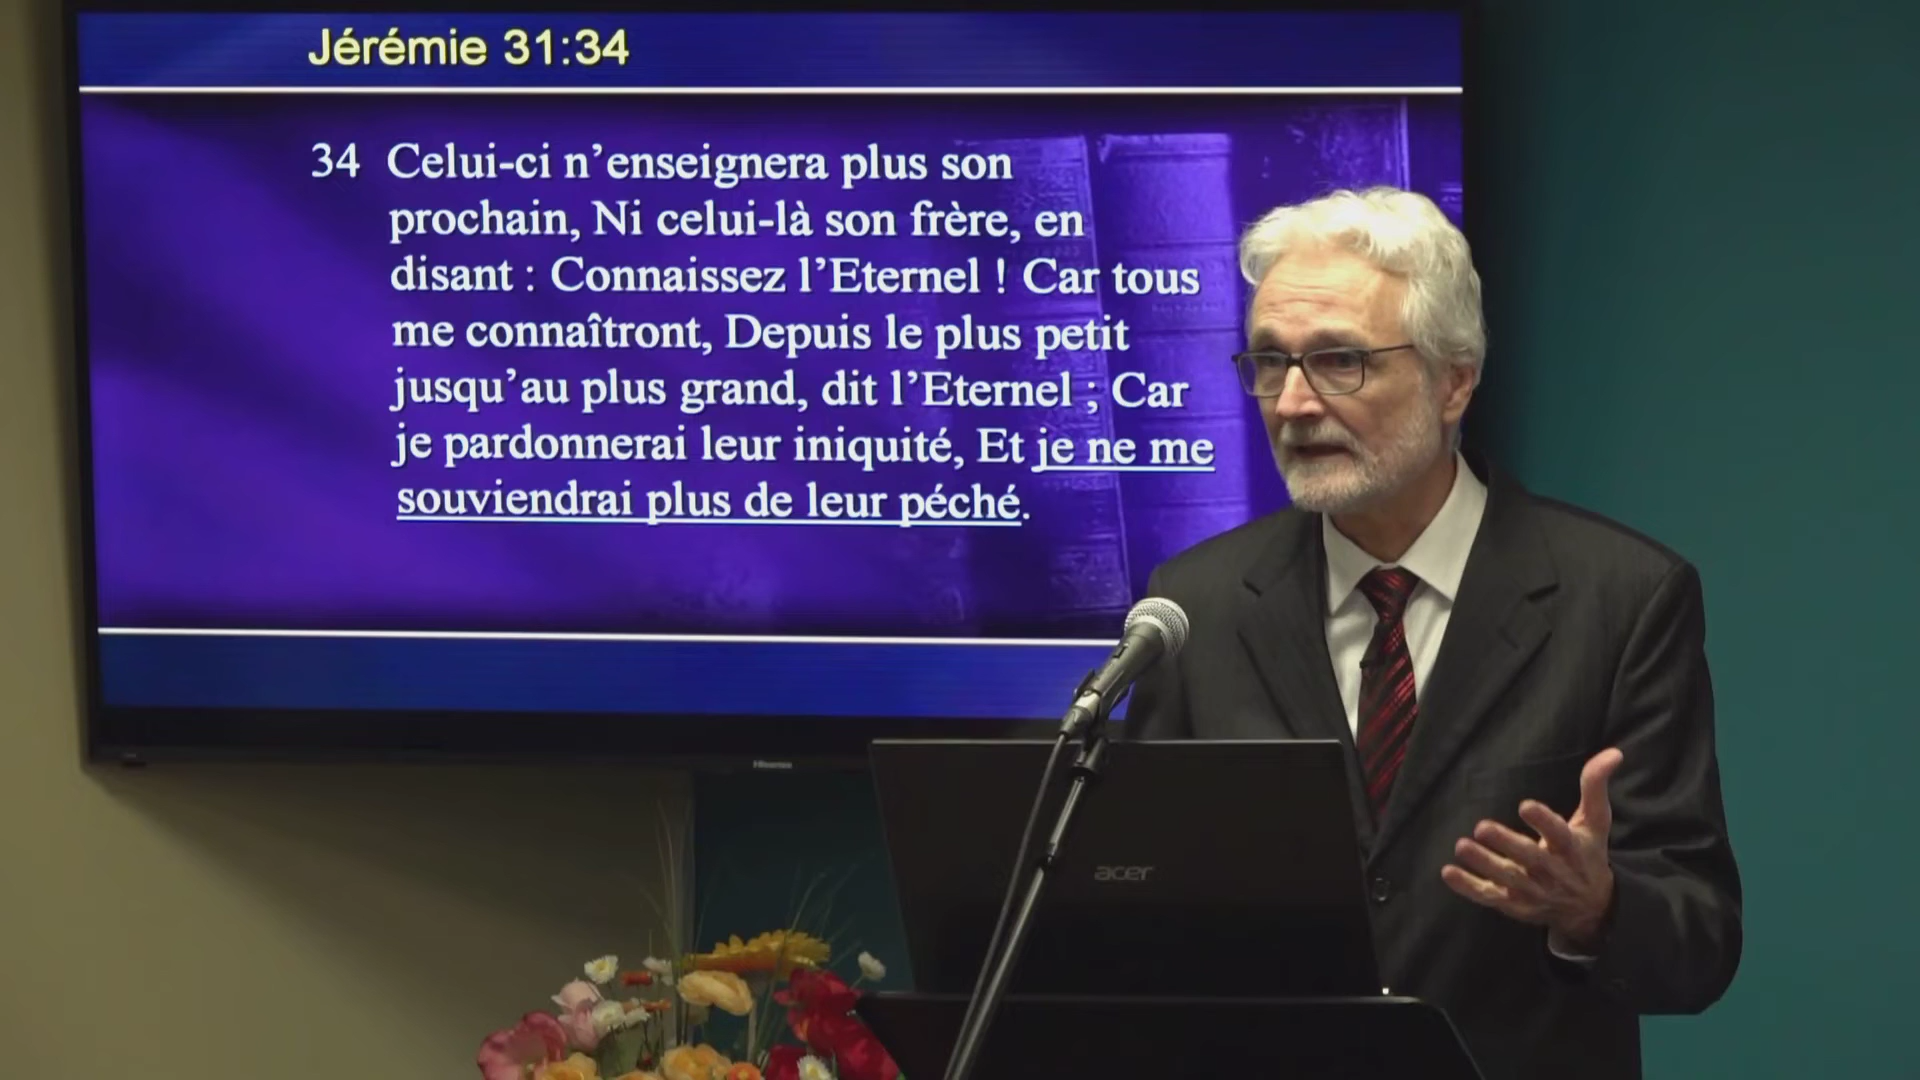 Jérémie 31:34
34 Celui-ci n’enseignera plus son
prochain, Ni celui-là son frère, en
disant : Connaissez l’Eternel ! Car tous
me connaîtront, Depuis le plus petit
jusqu’au plus grand, dit l’Eternel ; Car
je pardonnerai leur iniquité, Et je ne me
souviendrai plus de leur péché.
Hisense
acer